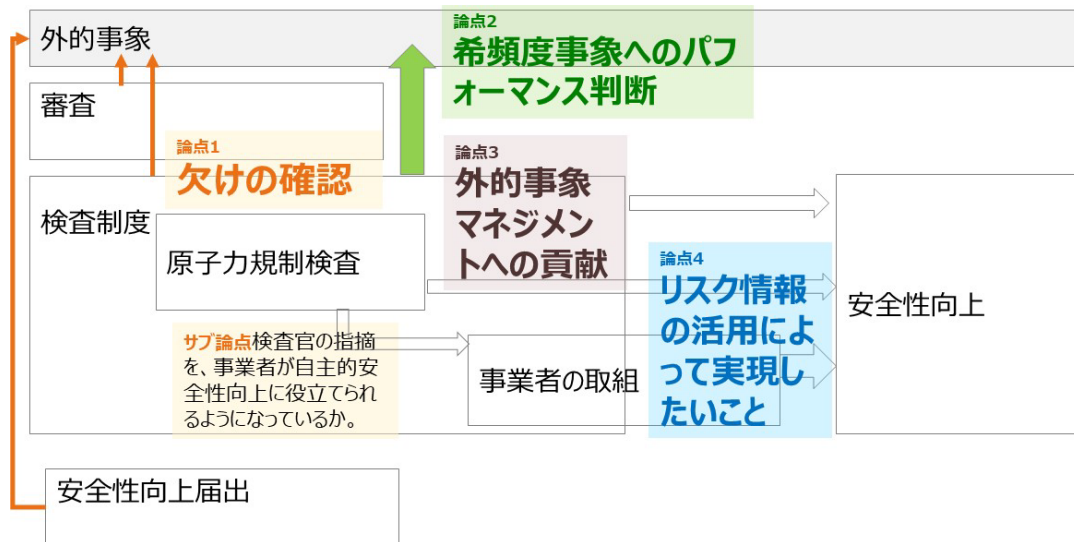 外的事象
論点2
希頻度事象へのパフ
ォーマンス判断
審査
論点1
欠けの確認
論点3
外的事象
マネジメン
トへの貢献
検査制度
原子力規制検査
論点4
リスク情報
の活用によ
って実現し
たいこと
安全性向上
サブ論点検査官の指摘
を、事業者が自主的安
全性向上に役立てられ
るようになっているか。
事業者の取組
安全性向上届出